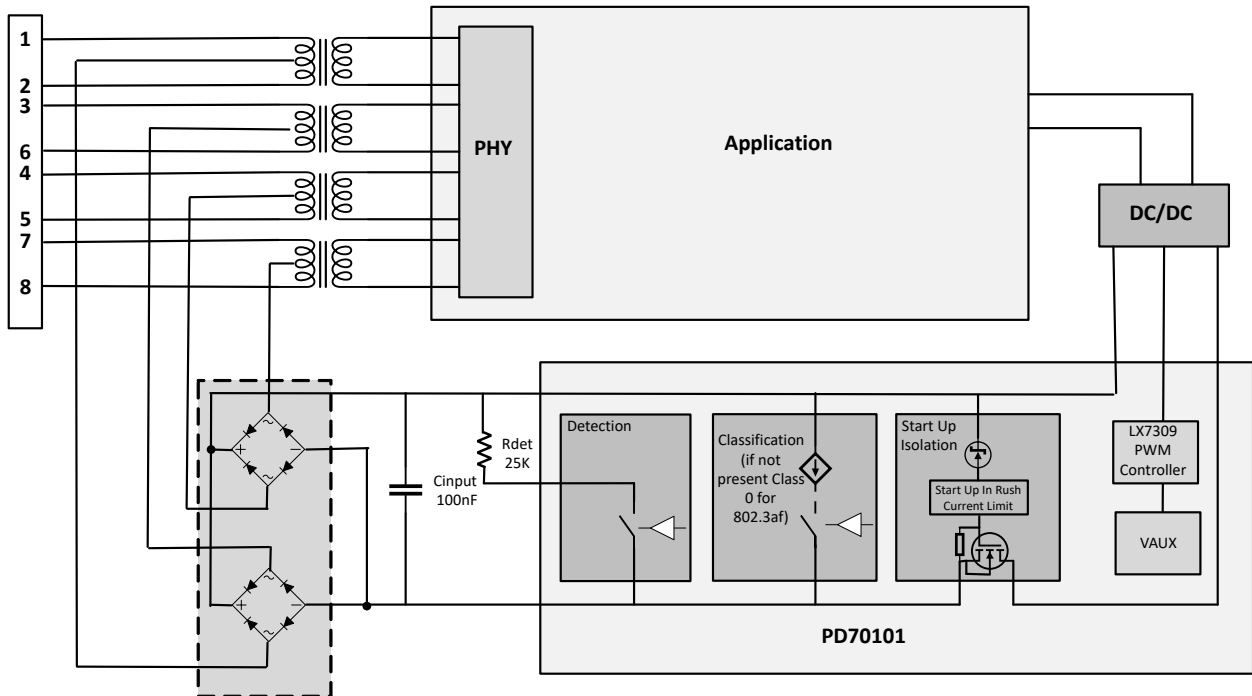 1
2
3
6
4
5
7
8
PHY
Application
DC/DC
~
+
−
~
~
+
−
~
Cinput
100nF
Rdet
25K
Detection
Classification
(if not
present Class
0 for
802.3af)
Start Up
Isolation
Start Up In Rush
Current Limit
LX7309
PWM
Controller
VAUX
PD70101